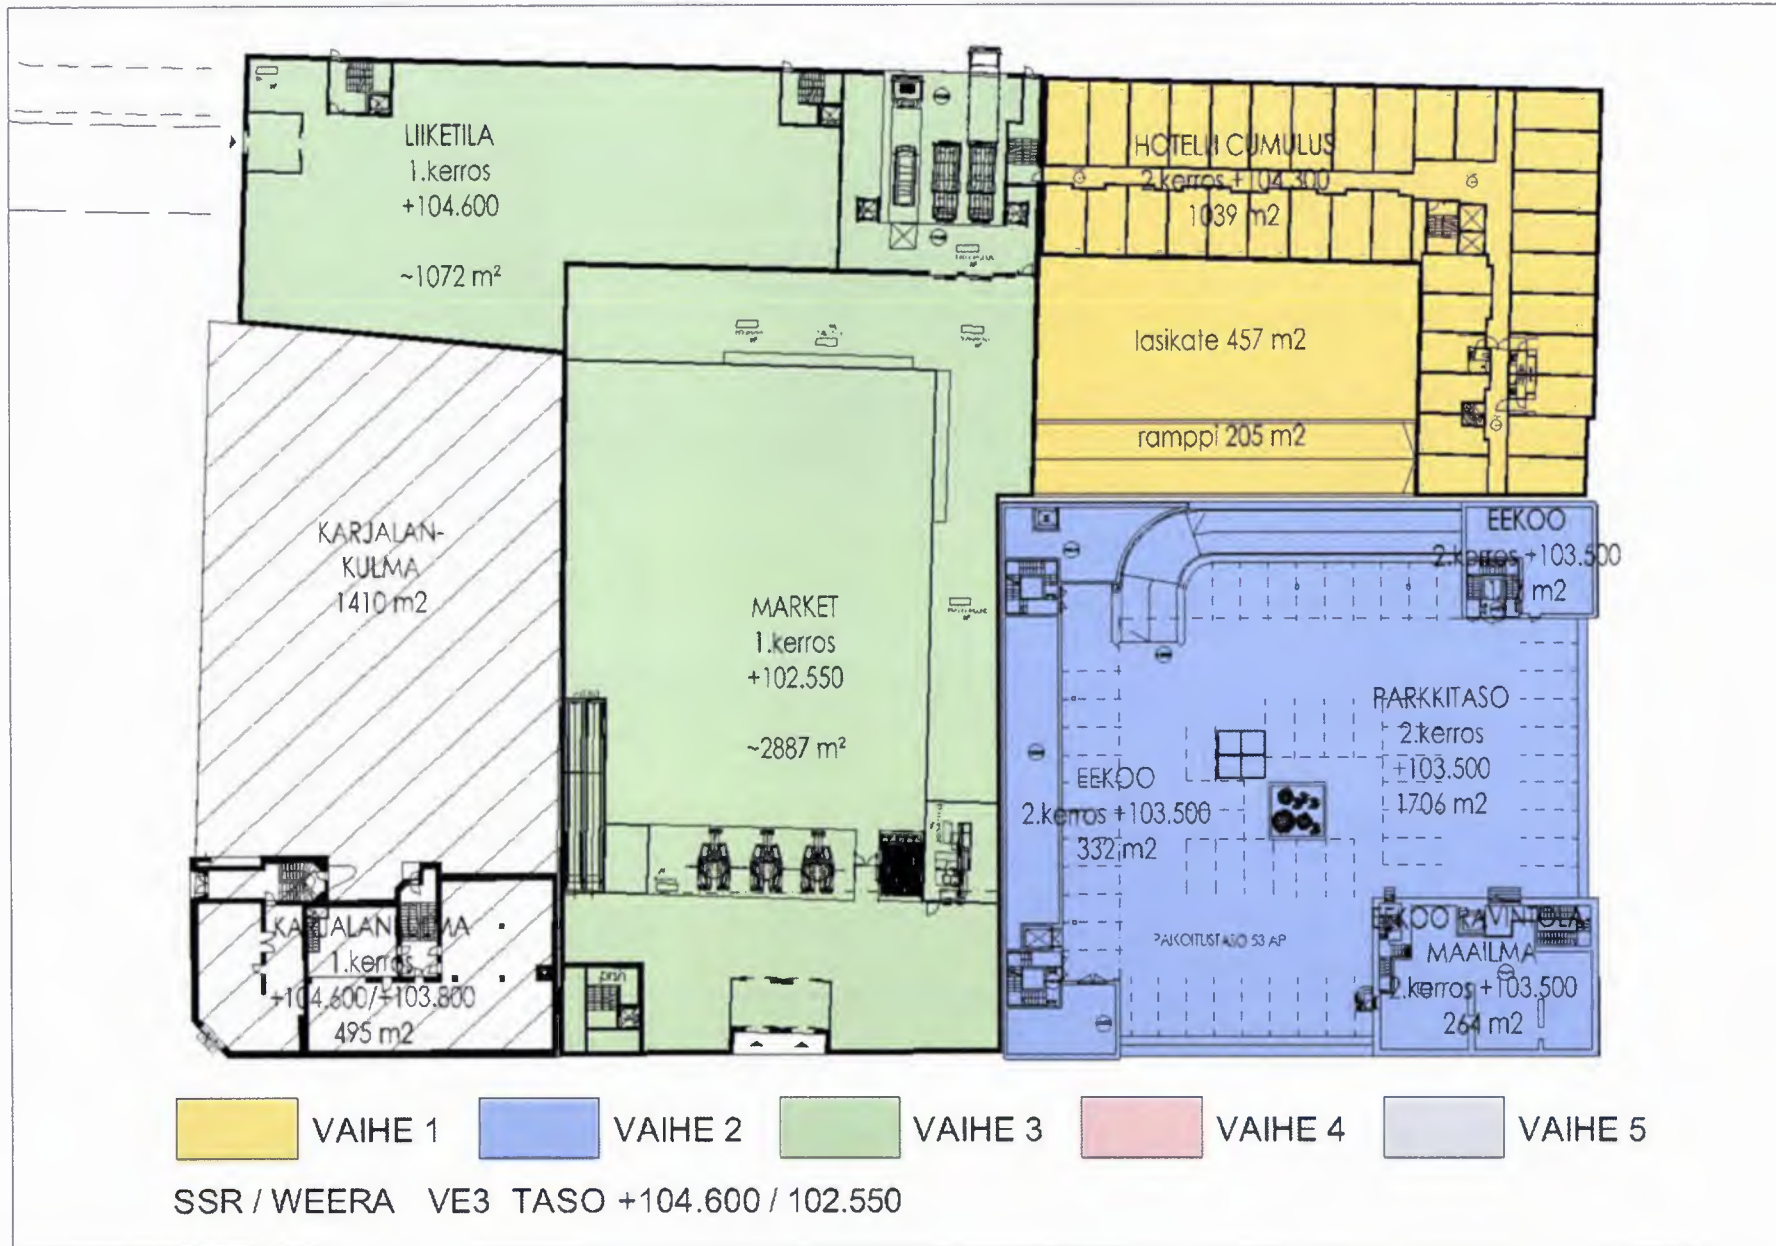 LIIKETILA
1.kerros
+104.600
~1072 m²
HOTELLI CUMULUS
2.kerros +104.300
1039 m2
lasikate 457 m2
ramppi 205 m2
KARJALAN-
KULMA
1410 m2
MARKET
1.kerros
+102.550
~2887 m²
EEKOO
2.kerros +103.500
m2
PARKKITASO
2.kerros
+103.500
1706 m2
EEKOO
2.kerros +103.500
332 m2
PAIKOITUSTASO 53 AP
KARJALANKULMA
1.kerros
+104.600/+103.800
495 m2
EEKOO RAVINTOLA
MAAILMA
2.kerros +103.500
264 m2
VAIHE 1
VAIHE 2
VAIHE 3
VAIHE 4
VAIHE 5
SSR / WEERA VE3 TASO +104.600 / 102.550